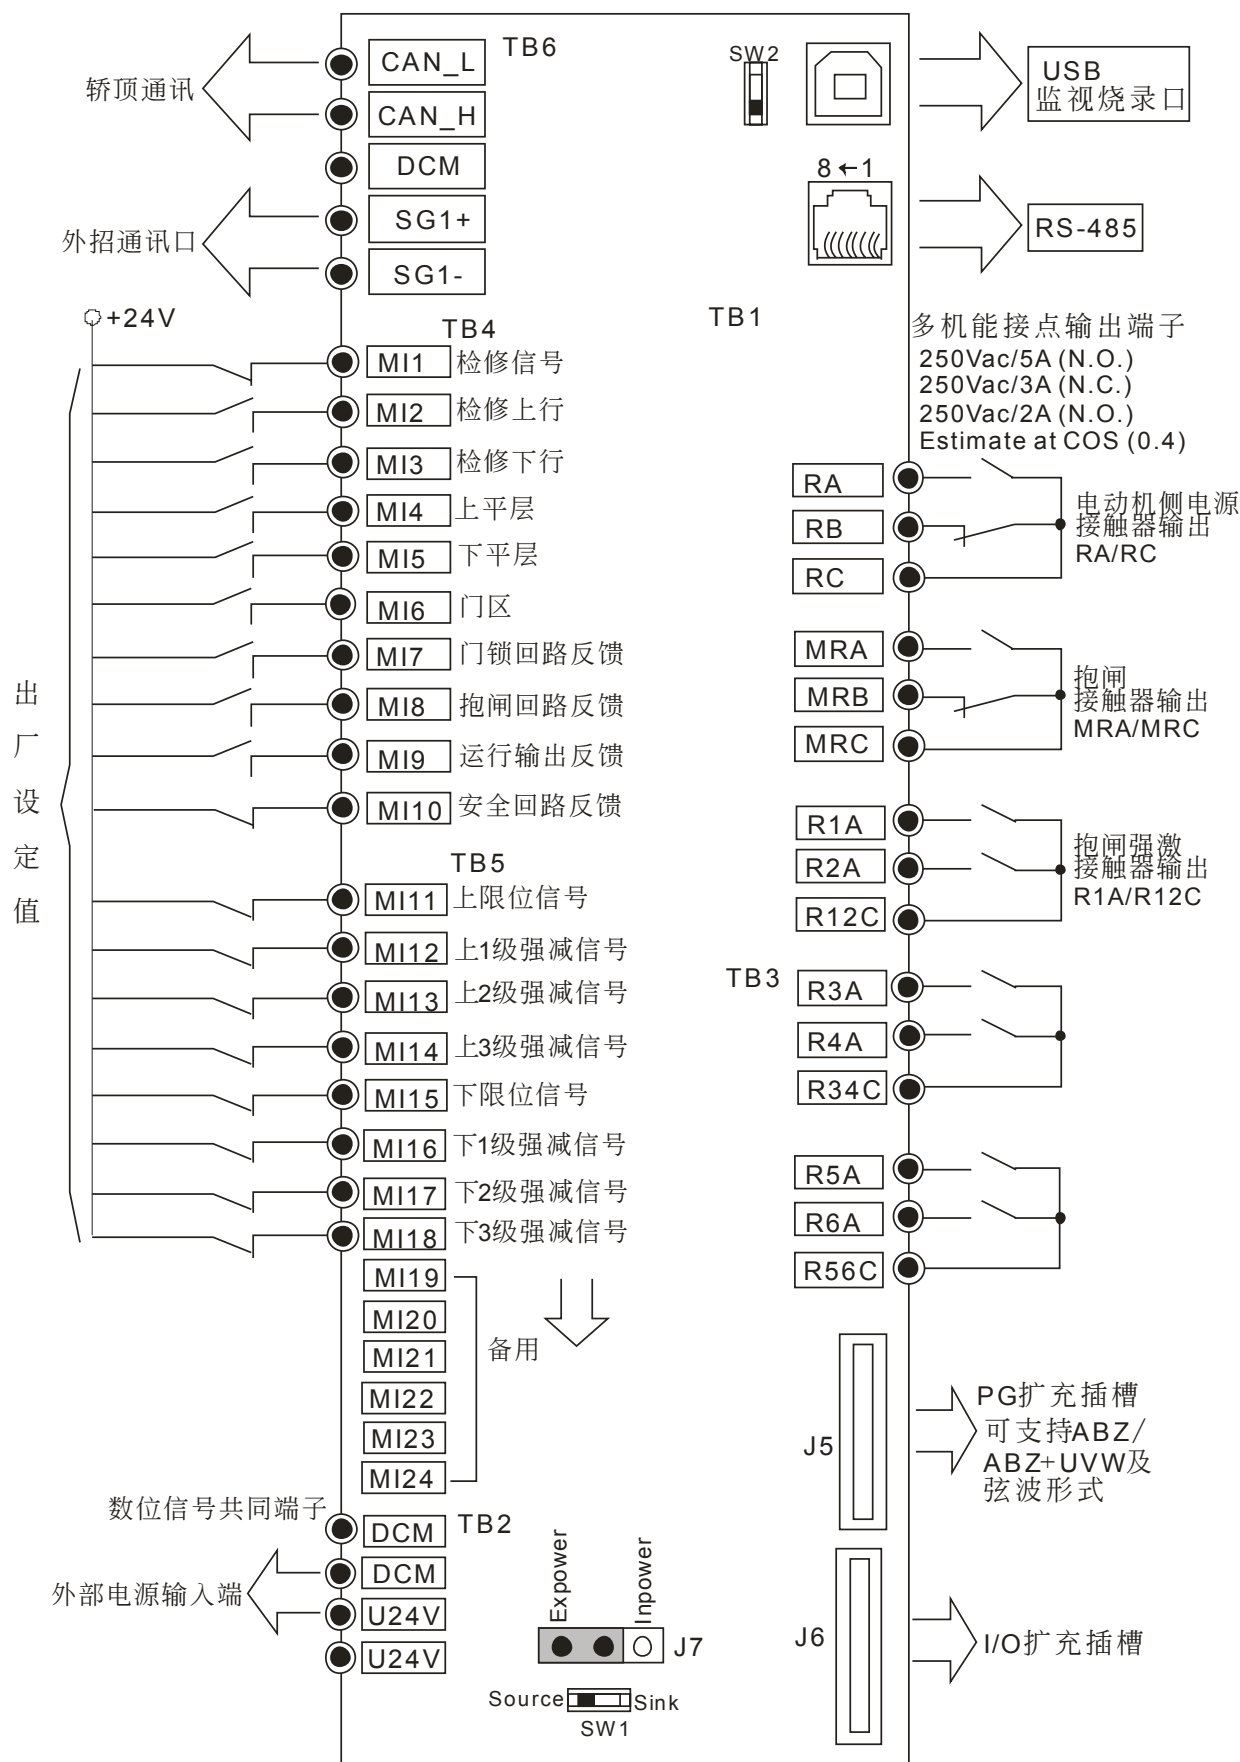 TB6
CAN_L
CAN_H
DCM
SG1+
SG1-
轿顶通讯
外招通讯口
SW2
USB
监视烧录口
8←1
RS-485
+24V
出厂设定值
TB4
MI1 检修信号
MI2 检修上行
MI3 检修下行
MI4 上平层
MI5 下平层
MI6 门区
MI7 门锁回路反馈
MI8 抱闸回路反馈
MI9 运行输出反馈
MI10 安全回路反馈
TB5
MI11 上限位信号
MI12 上1级强减信号
MI13 上2级强减信号
MI14 上3级强减信号
MI15 下限位信号
MI16 下1级强减信号
MI17 下2级强减信号
MI18 下3级强减信号
MI19
MI20
MI21
MI22
MI23
MI24
备用
数位信号共同端子
TB2
DCM
DCM
U24V
U24V
外部电源输入端
Expower
Inpower
J7
Source
Sink
SW1
TB1
多机能接点输出端子
250Vac/5A (N.O.)
250Vac/3A (N.C.)
250Vac/2A (N.O.)
Estimate at COS (0.4)
RA
RB
RC
电动机侧电源
接触器输出
RA/RC
MRA
MRB
MRC
抱闸
接触器输出
MRA/MRC
R1A
R2A
R12C
抱闸强激
接触器输出
R1A/R12C
TB3
R3A
R4A
R34C
R5A
R6A
R56C
J5
PG扩充插槽
可支持ABZ/
ABZ+UVW及
弦波形式
J6
I/O扩充插槽